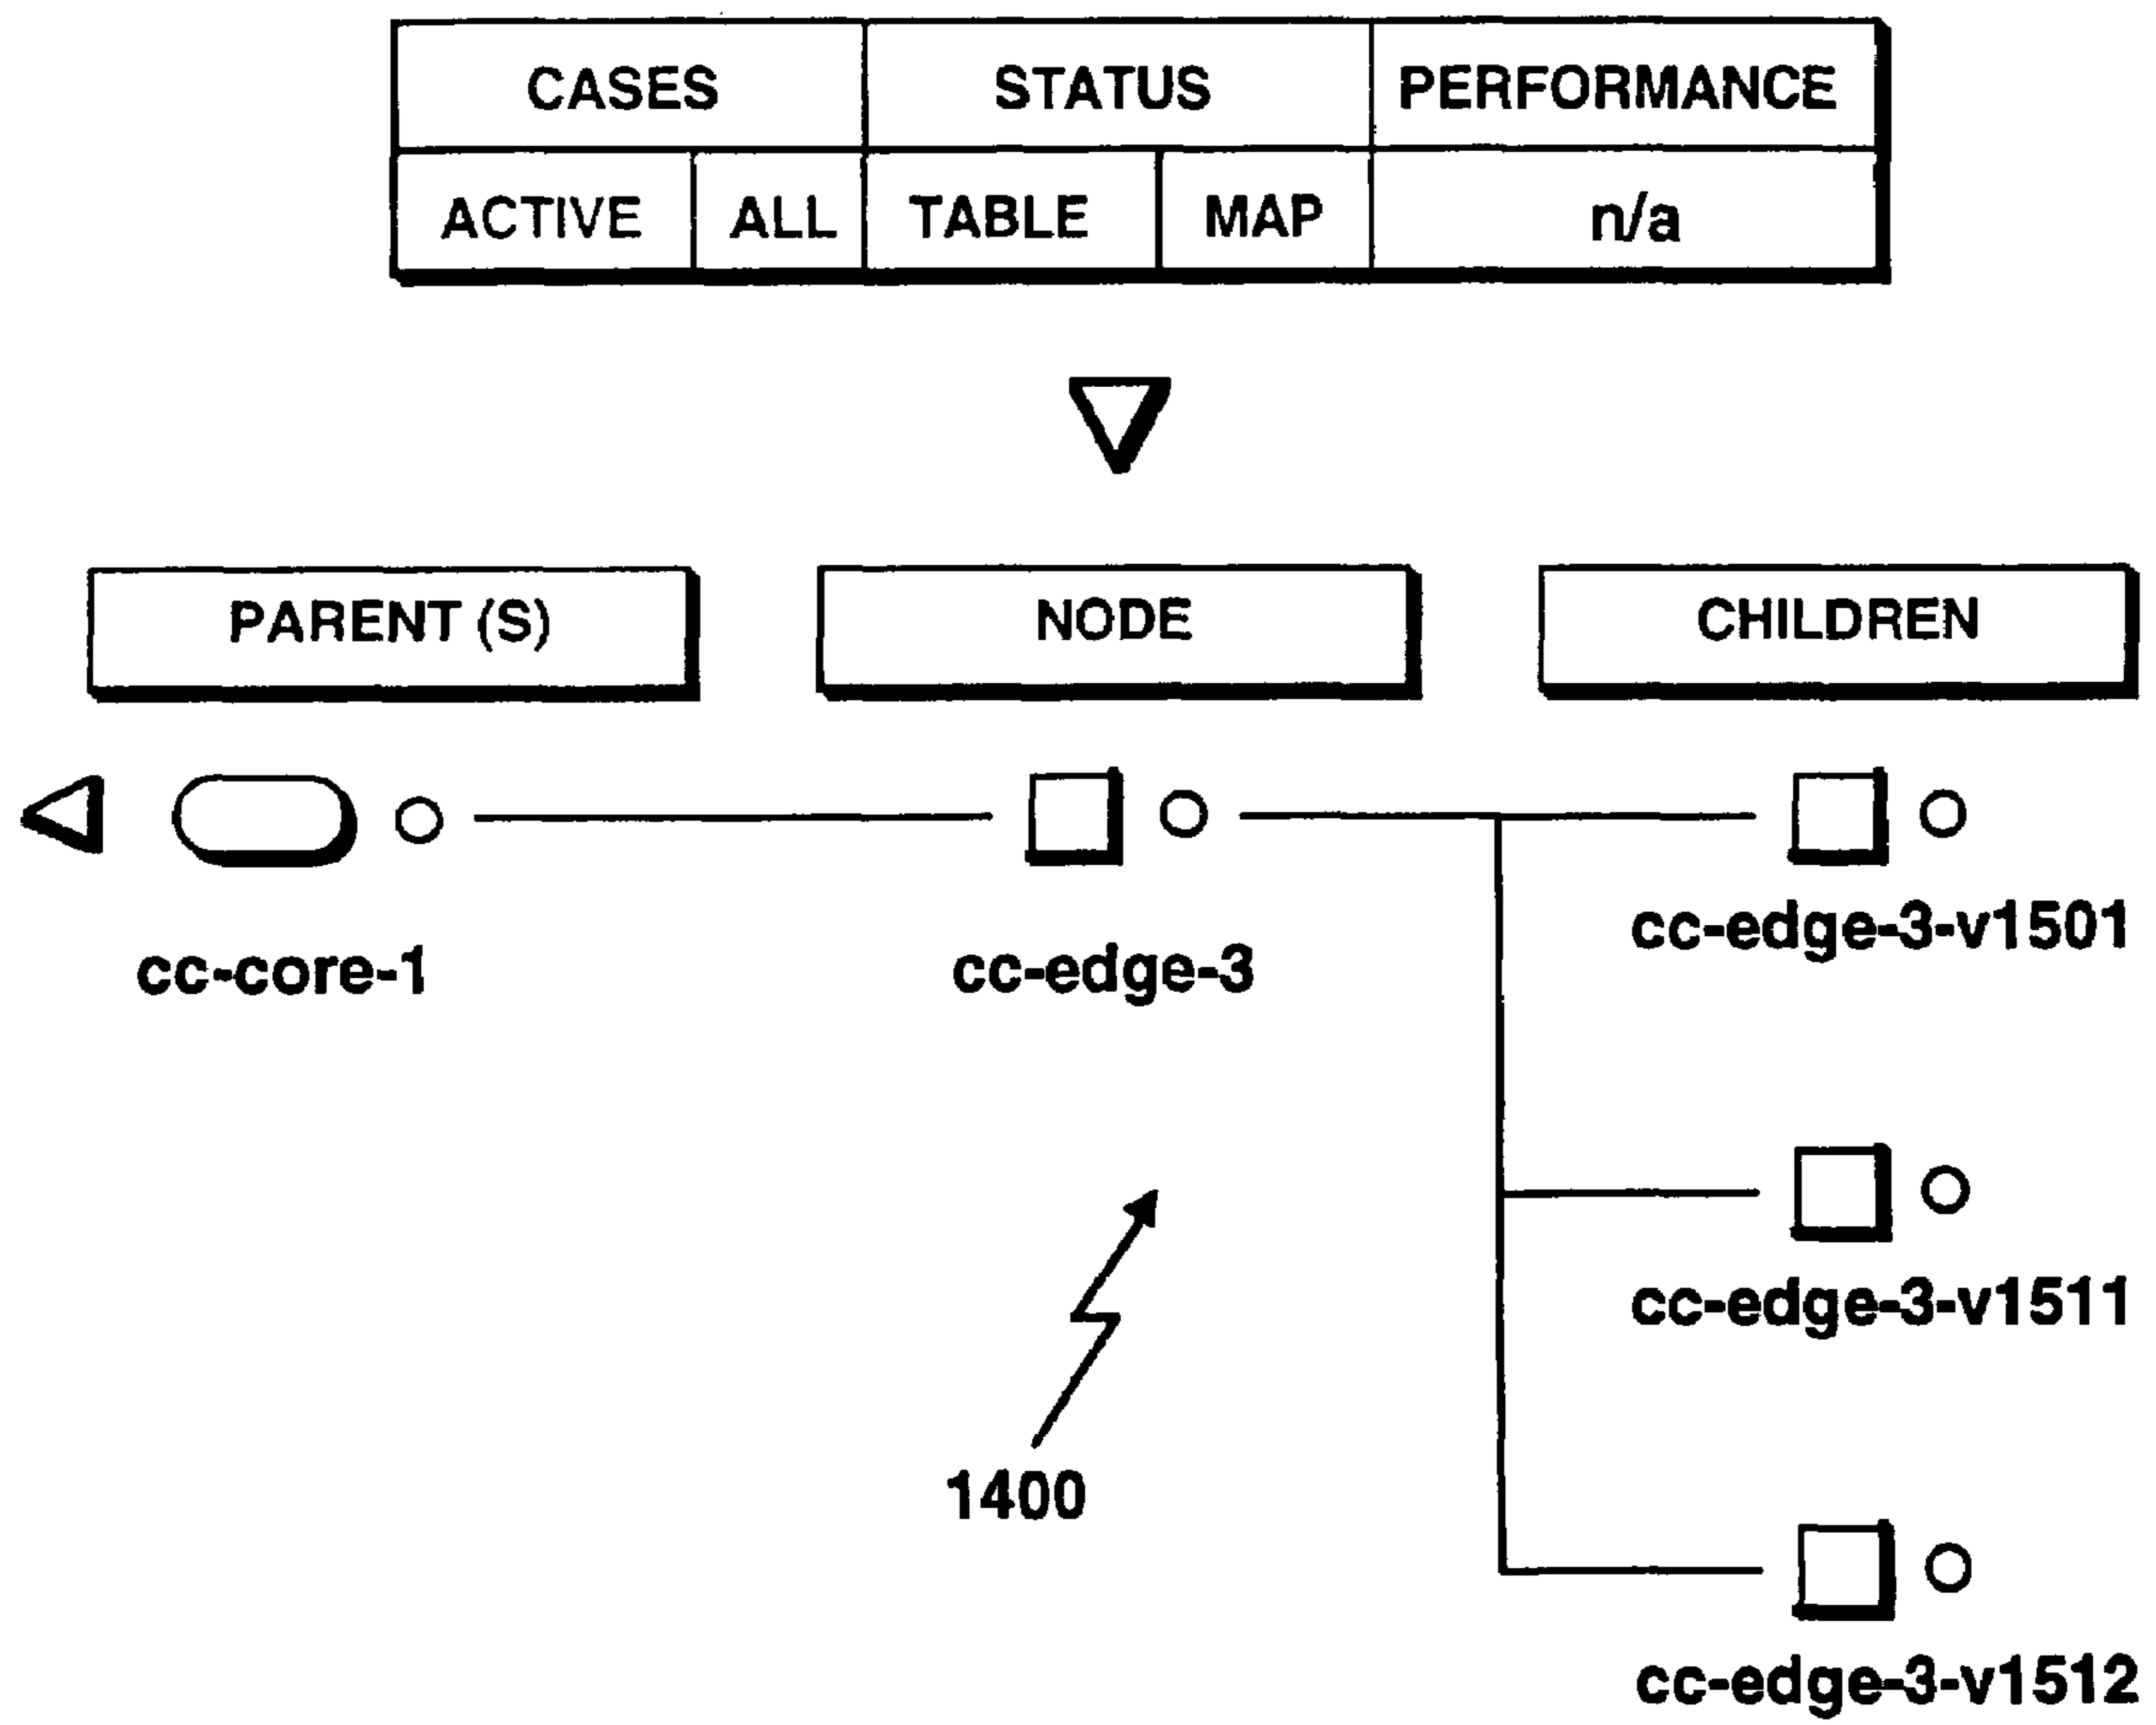 CASES STATUS PERFORMANCE
ACTIVE ALL TABLE MAP n/a
PARENT (S) NODE CHILDREN
cc-core-1 cc-edge-3 cc-edge-3-v1501
cc-edge-3-v1511
1400
cc-edge-3-v1512